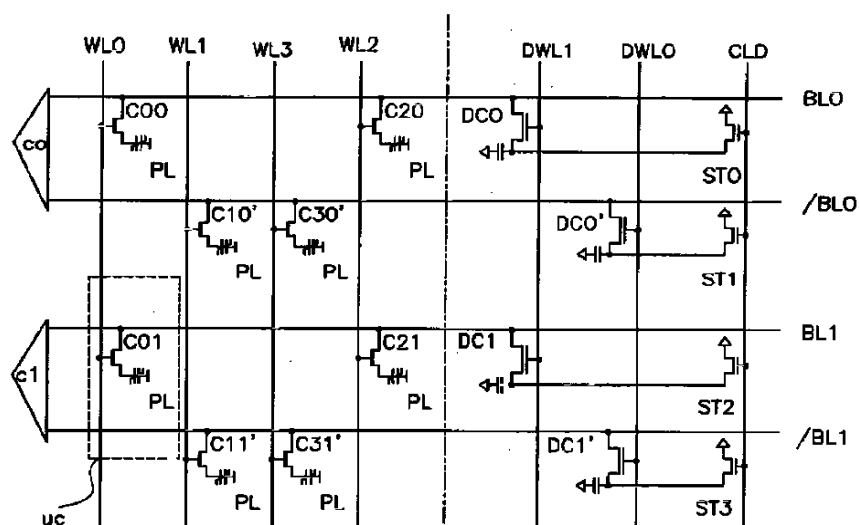 WL0 WL1 WL3 WL2 DWL1 DWL0 CLD
BL0
C00 C20 DC0
c0
PL PL ST0
/BL0
C10' C30' DC0'
PL PL ST1
BL1
C01 C21 DC1
c1
PL PL ST2
/BL1
C11' C31' DC1'
PL PL ST3
uc